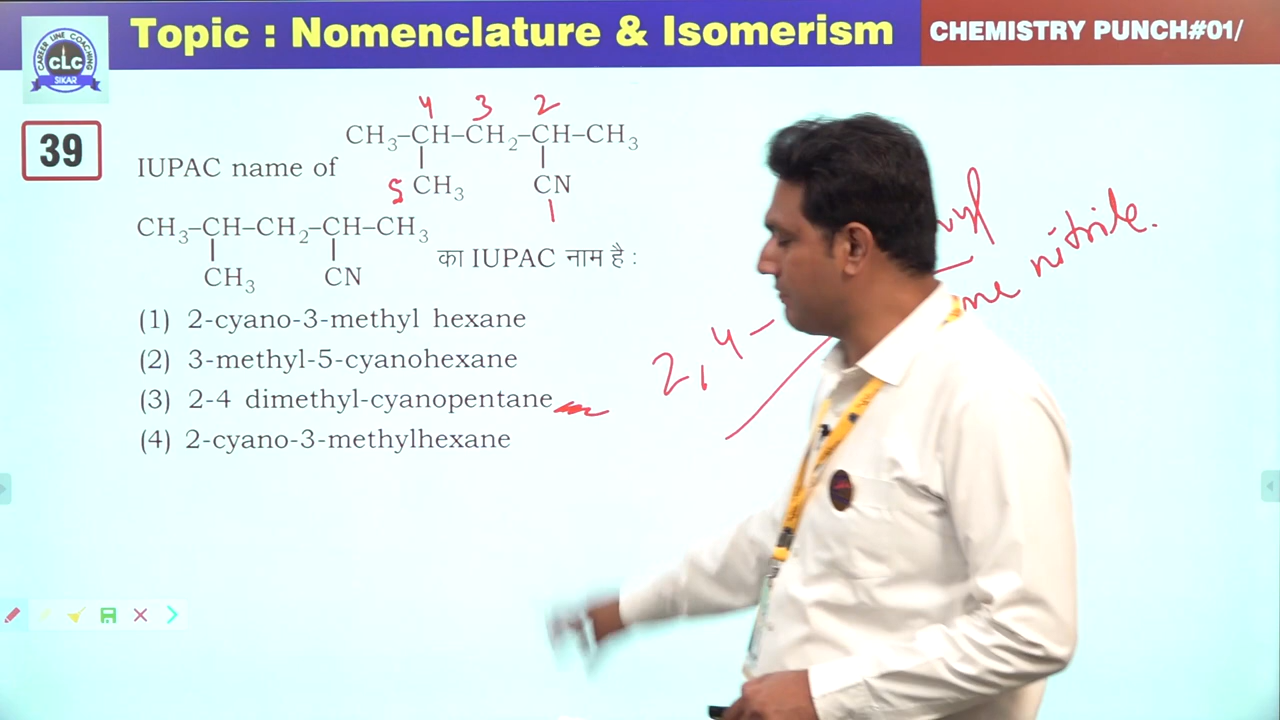 Topic : Nomenclature & Isomerism
CHEMISTRY PUNCH#01/
CAREER LINE COACHING
CLC
SIKAR
39
4 3 2
CH₃–CH–CH₂–CH–CH₃
IUPAC name of
5 CH₃ CN
1
CH₃–CH–CH₂–CH–CH₃
CH₃ CN
का IUPAC नाम है :
(1) 2-cyano-3-methyl hexane
(2) 3-methyl-5-cyanohexane
(3) 2-4 dimethyl-cyanopentane
(4) 2-cyano-3-methylhexane
2,4-
nitrile.